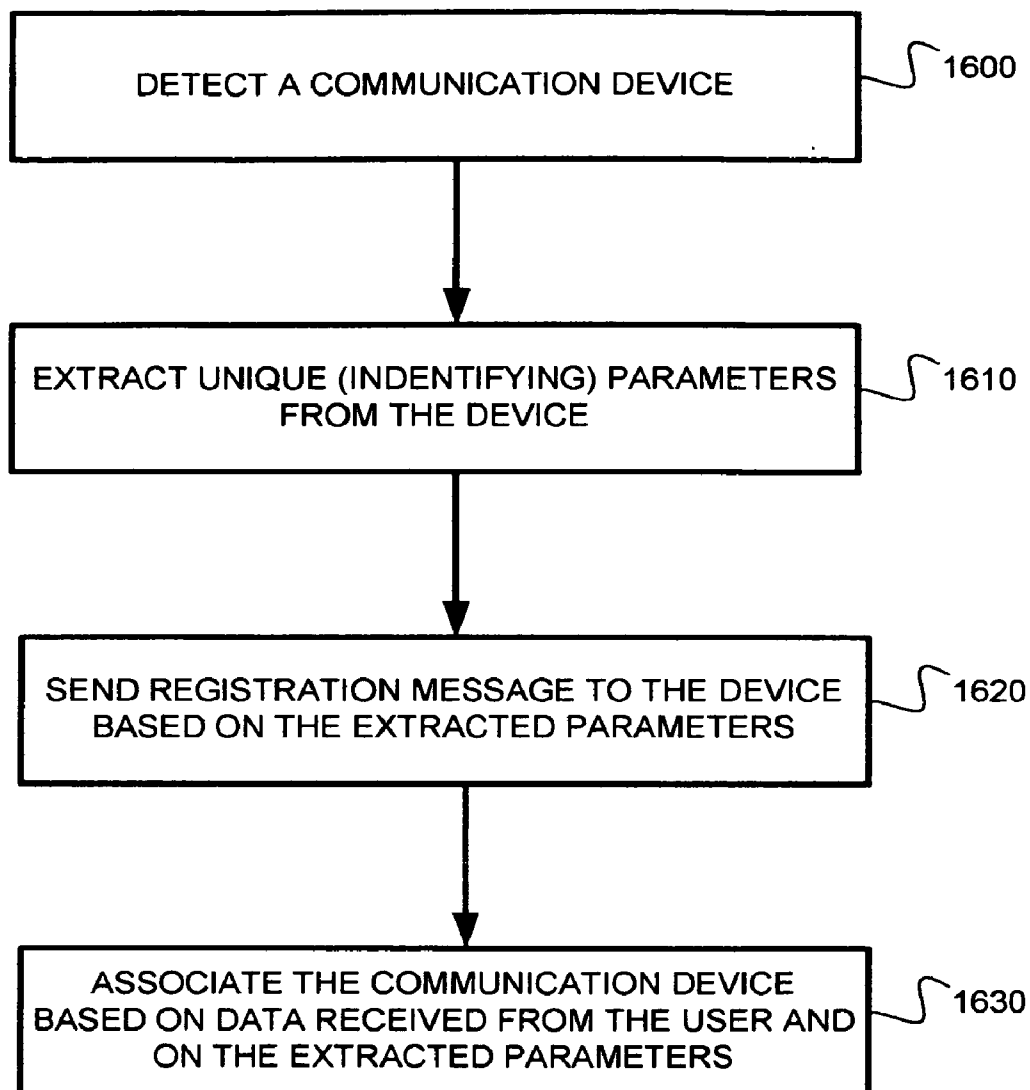 DETECT A COMMUNICATION DEVICE
1600
EXTRACT UNIQUE (INDENTIFYING) PARAMETERS
FROM THE DEVICE
1610
SEND REGISTRATION MESSAGE TO THE DEVICE
BASED ON THE EXTRACTED PARAMETERS
1620
ASSOCIATE THE COMMUNICATION DEVICE
BASED ON DATA RECEIVED FROM THE USER AND
ON THE EXTRACTED PARAMETERS
1630